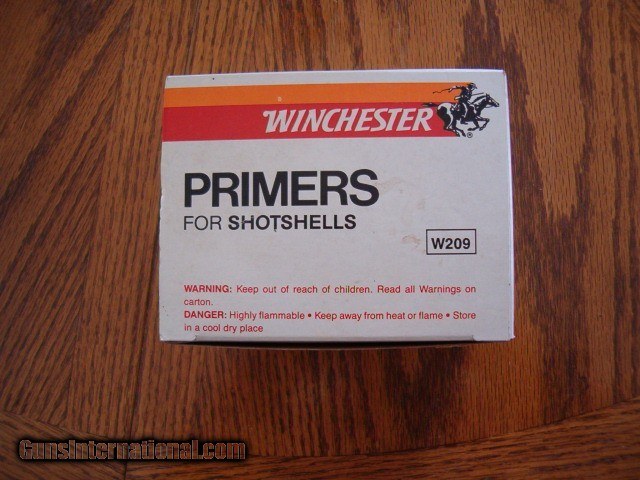 WINCHESTER ®
PRIMERS
FOR SHOTSHELLS
W209
WARNING: Keep out of reach of children. Read all Warnings on
carton.
DANGER: Highly flammable • Keep away from heat or flame • Store
in a cool dry place
GunsInternational.com